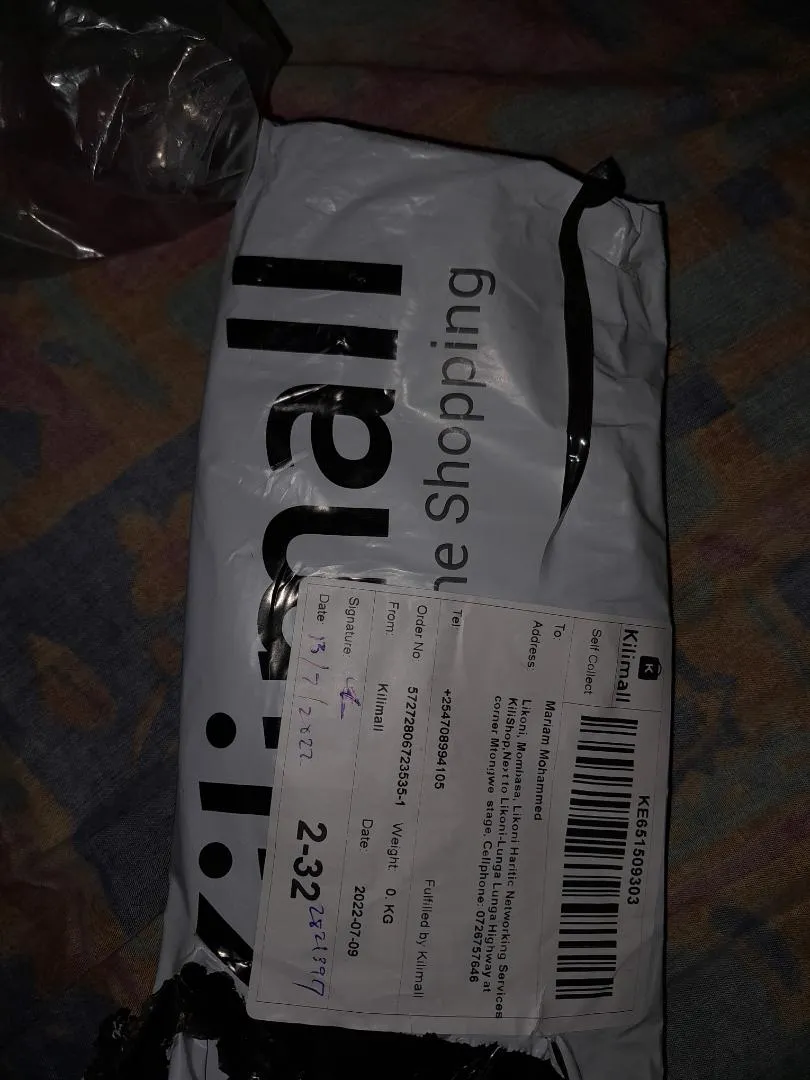 Kilimall
ne Shopping
K
Kilimall
Self Collect
KE651509303
To: Mariam Mohammed
Address: Likoni, Mombasa, Likoni Haritic Networking Services
KiliShop,Next to Likoni-Lunga Lunga Highway at
corner Mtongwe stage, Cellphone: 0726757646
Tel: +254708994105 Fulfilled by Kilimall
Order No: 57272806723535-1 Weight: 0. KG
From: Kilimall Date: 2022-07-09
Signature:
Date: 13/7/2022 2-32